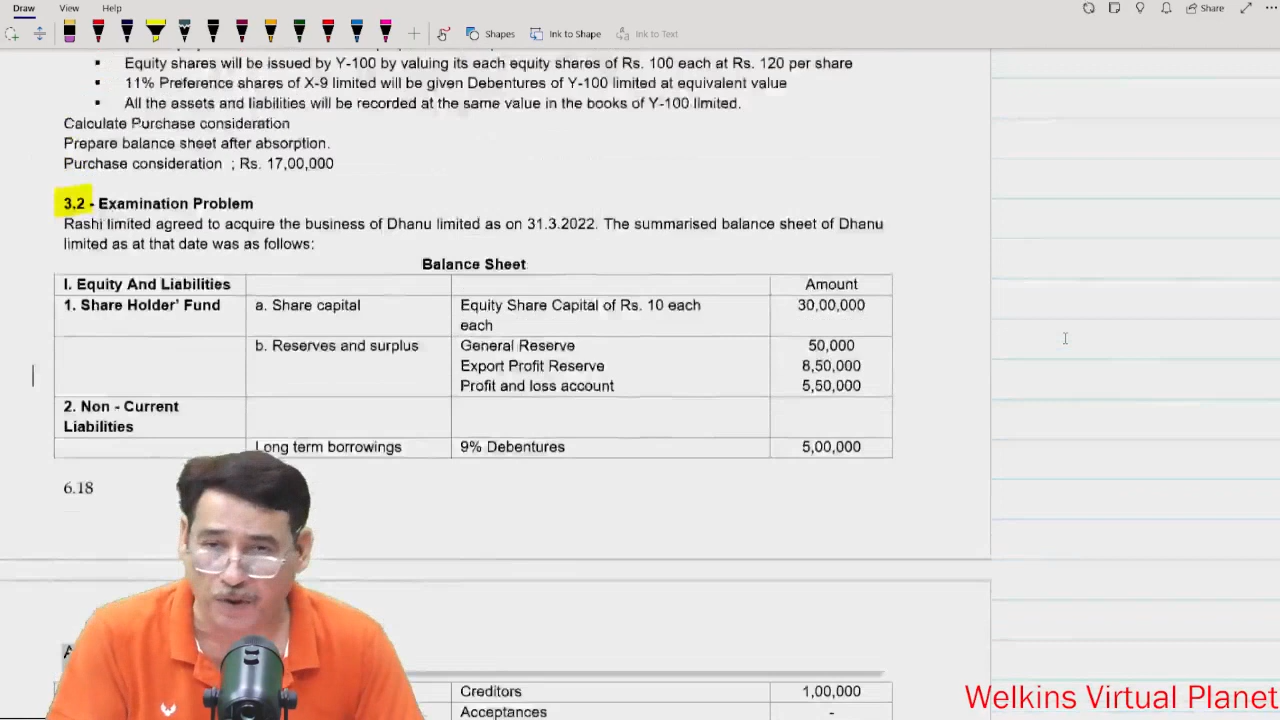 Draw View Help
Share
Shapes Ink to Shape Ink to Text
▪ Equity shares will be issued by Y-100 by valuing its each equity shares of Rs. 100 each at Rs. 120 per share
▪ 11% Preference shares of X-9 limited will be given Debentures of Y-100 limited at equivalent value
▪ All the assets and liabilities will be recorded at the same value in the books of Y-100 limited.
Calculate Purchase consideration
Prepare balance sheet after absorption.
Purchase consideration ; Rs. 17,00,000
3.2 - Examination Problem
Rashi limited agreed to acquire the business of Dhanu limited as on 31.3.2022. The summarised balance sheet of Dhanu
limited as at that date was as follows:
Balance Sheet
I. Equity And Liabilities Amount
1. Share Holder' Fund a. Share capital Equity Share Capital of Rs. 10 each 30,00,000
each
b. Reserves and surplus General Reserve 50,000
Export Profit Reserve 8,50,000
Profit and loss account 5,50,000
2. Non - Current
Liabilities
Long term borrowings 9% Debentures 5,00,000
6.18
Creditors 1,00,000
Acceptances -
Welkins Virtual Planet